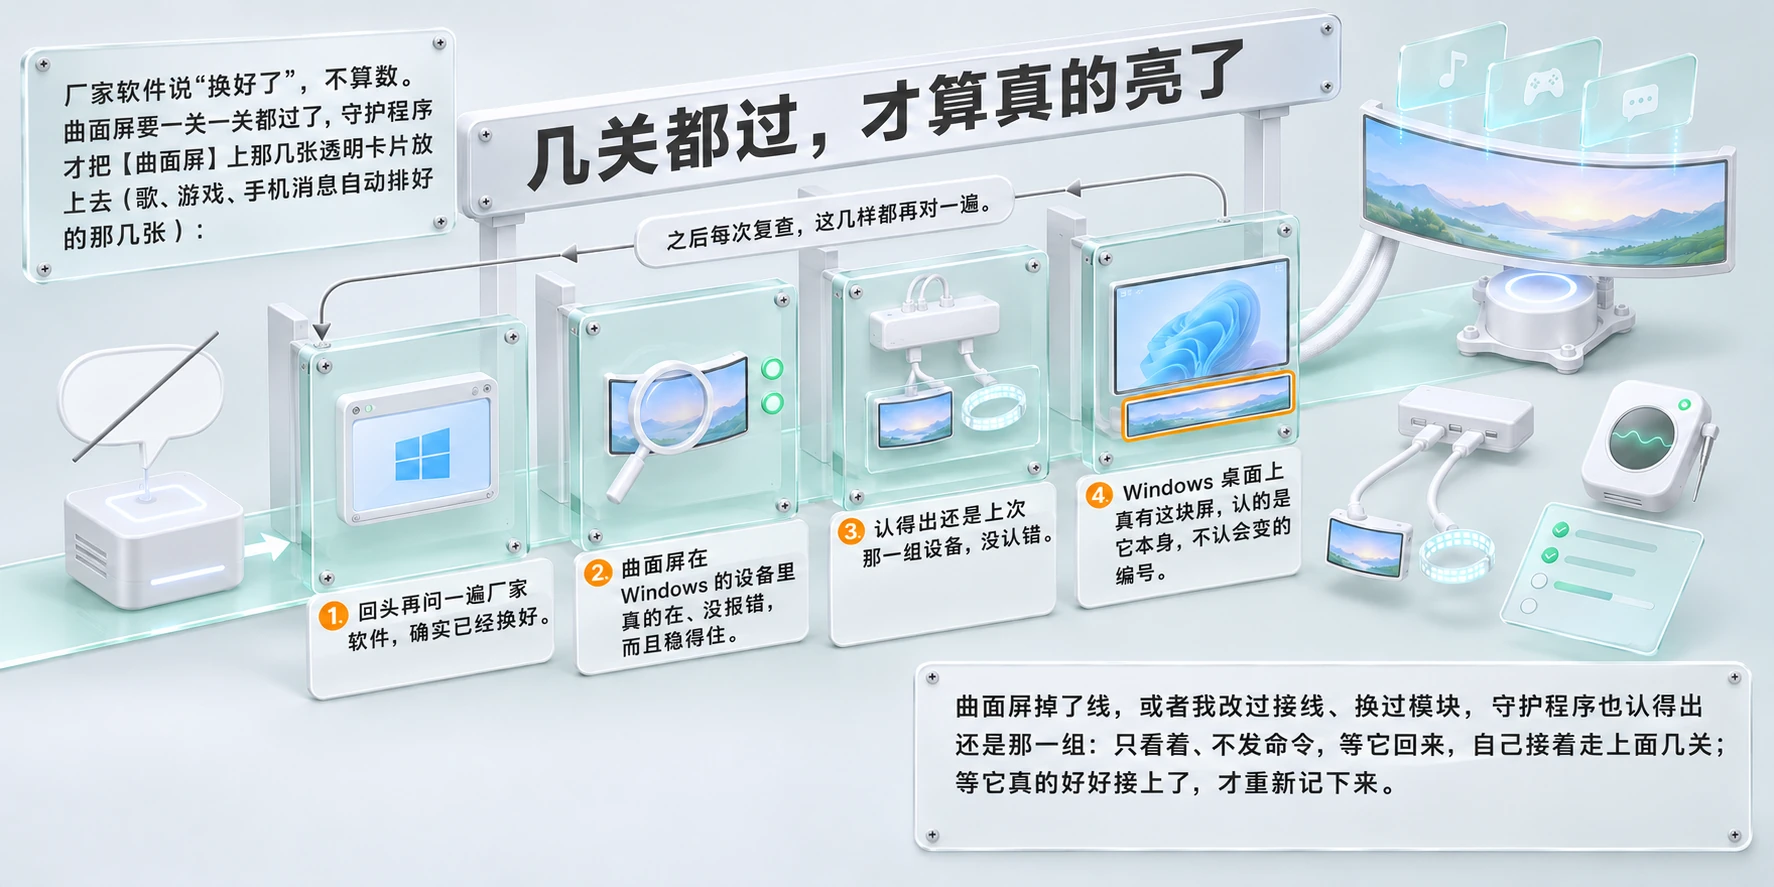 厂家软件说“换好了”，不算数。
曲面屏要一关一关都过了，守护程序
才把【曲面屏】上那几张透明卡片放
上去（歌、游戏、手机消息自动排好
的那几张）：
几关都过，才算真的亮了
之后每次复查，这几样都再对一遍。
1. 回头再问一遍厂家
软件，确实已经换好。
2. 曲面屏在
Windows 的设备里
真的在、没报错，
而且稳得住。
3. 认得出还是上次
那一组设备，没认错。
4. Windows 桌面上
真有这块屏，认的是
它本身，不认会变的
编号。
曲面屏掉了线，或者我改过接线、换过模块，守护程序也认得出
还是那一组：只看着、不发命令，等它回来，自己接着走上面几关；
等它真的好好接上了，才重新记下来。